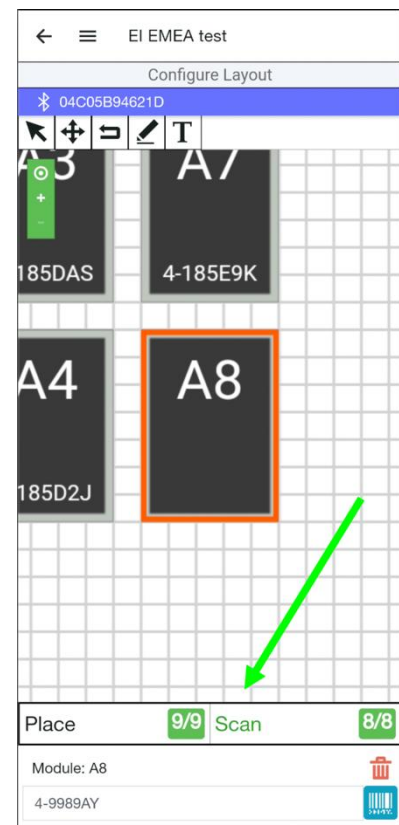 EI EMEA test
Configure Layout
04C05B94621D
T
A3 A7
185DAS 4-185E9K
A4 A8
185D2J
Place 9/9 Scan 8/8
Module: A8
4-9989AY